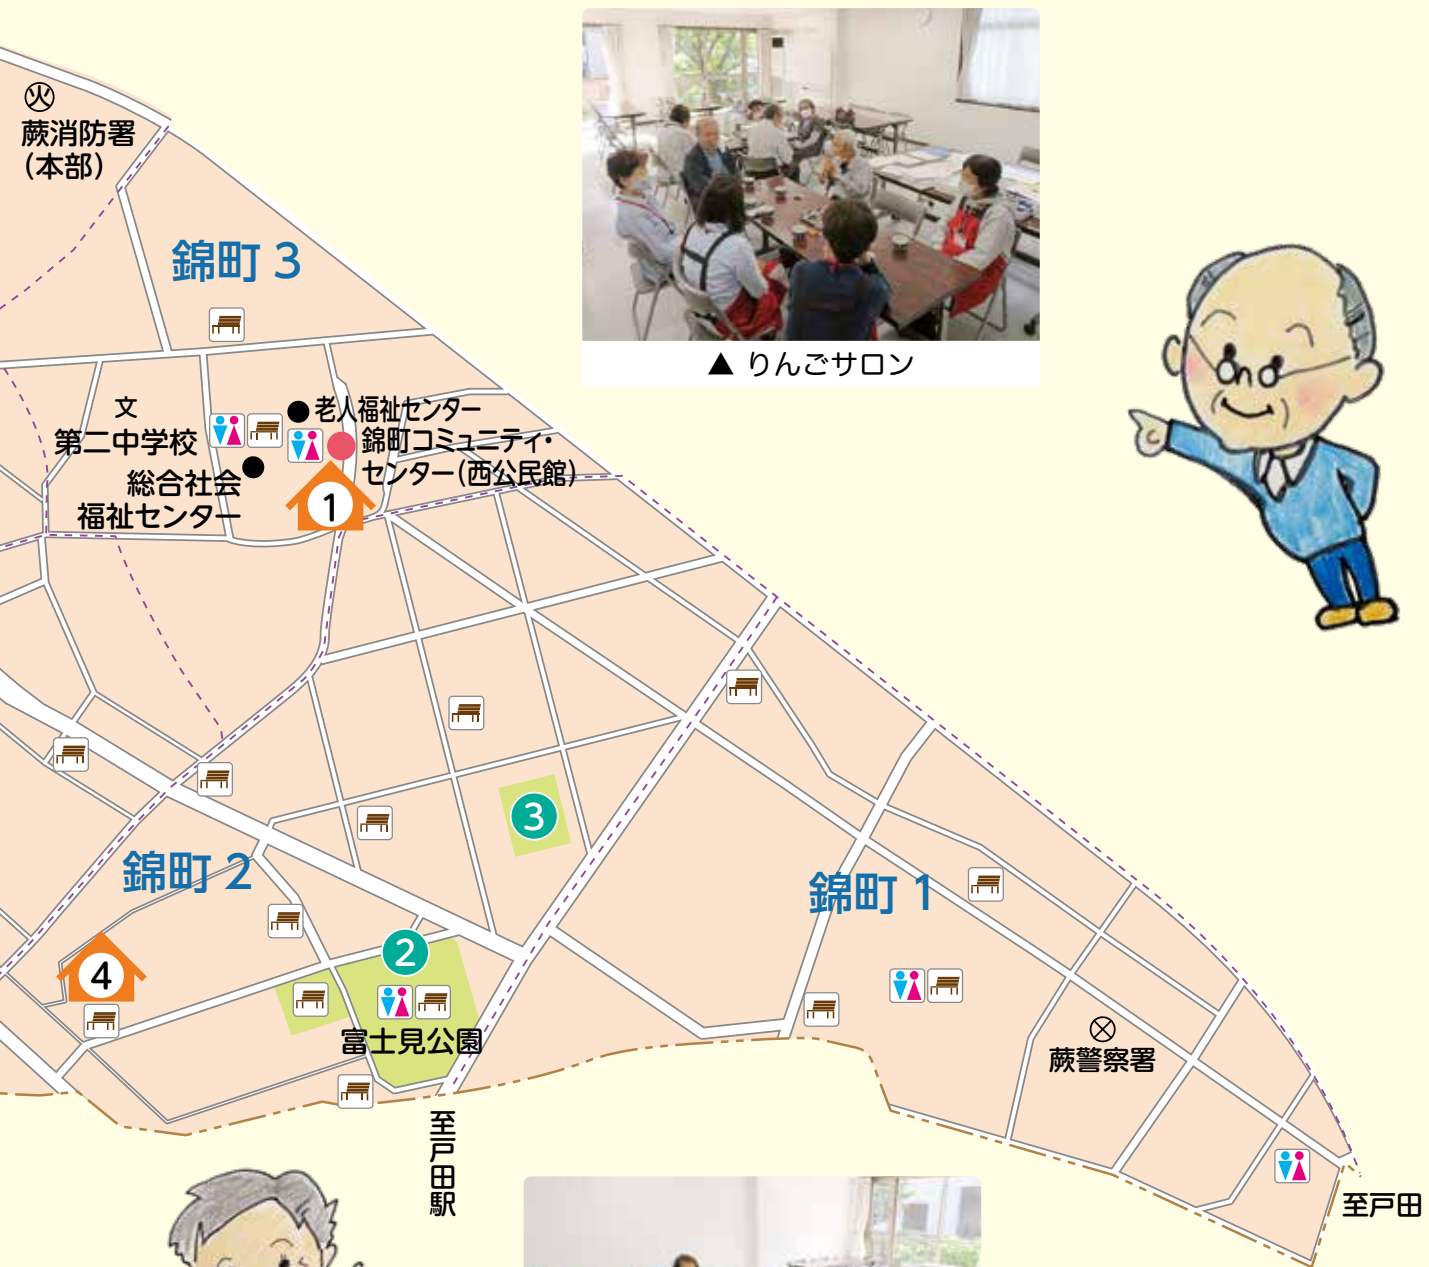 火
蕨消防署
(本部)
錦町 3
▲ りんごサロン
文
第二中学校
老人福祉センター
錦町コミュニティ・
センター(西公民館)
総合社会
福祉センター
1
3
錦町 2
錦町 1
2
4
富士見公園
蕨警察署
至戸田駅
至戸田